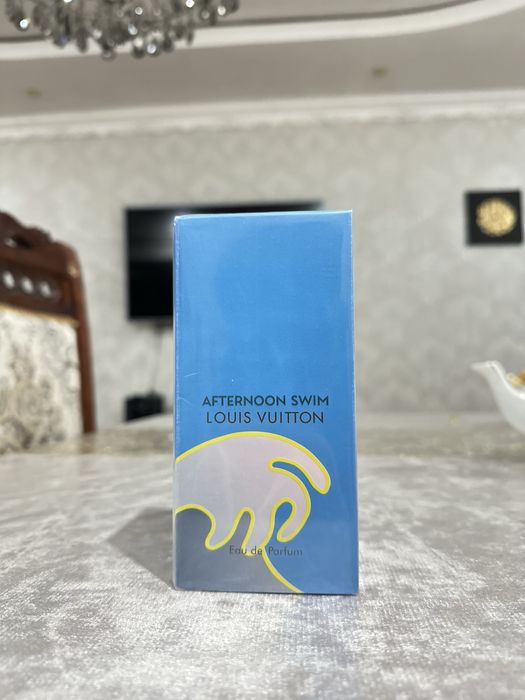 AFTERNOON SWIM
LOUIS VUITTON
Eau de Parfum